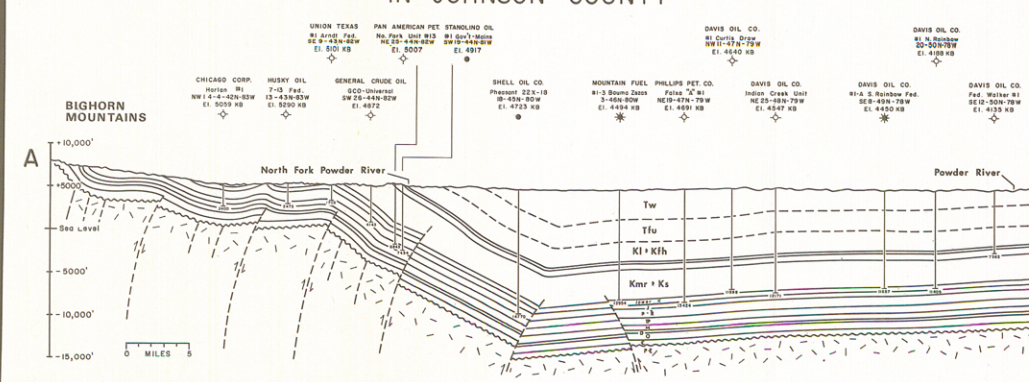 IN JOHNSON COUNTY
UNION TEXAS
#1 Arndt Fed.
SE 9-43N-82W
El. 5101 KB
PAN AMERICAN PET.
No. Fork Unit #13
NE 25-44N-82W
El. 5007
STANOLIND OIL
#1 Gov't-Moine
SW 19-44N-81W
El. 4917
DAVIS OIL CO.
#1 Curtis Draw
NW 11-47N-79W
El. 4640 KB
DAVIS OIL CO.
#1 N. Rainbow
20-50N-78W
El. 4188 KB
CHICAGO CORP.
Harlan #1
NW 14-4-42N-83W
El. 5059 KB
HUSKY OIL
7-13 Fed.
13-43N-83W
El. 5290 KB
GENERAL CRUDE OIL
GCO-Universal
SW 26-44N-82W
El. 4872
SHELL OIL CO.
Pheasant 22X-18
18-45N-80W
El. 4723 KB
MOUNTAIN FUEL
#1-3 Bouma Zezas
3-46N-80W
El. 4494 KB
PHILLIPS PET. CO.
False "A" #1
NE 19-47N-79W
El. 4691 KB
DAVIS OIL CO.
Indian Creek Unit
NE 25-48N-79W
El. 4547 KB
DAVIS OIL CO.
#1-A S. Rainbow Fed.
SE 8-49N-78W
El. 4450 KB
DAVIS OIL CO.
Fed. Walker #1
SE 12-50N-78W
El. 4135 KB
BIGHORN
MOUNTAINS
A
+10,000'
+5000'
Sea Level
-5000'
-10,000'
-15,000'
North Fork Powder River
Powder River
Tw
Tfu
Kl + Kfh
Kmr + Ks
0 MILES 5